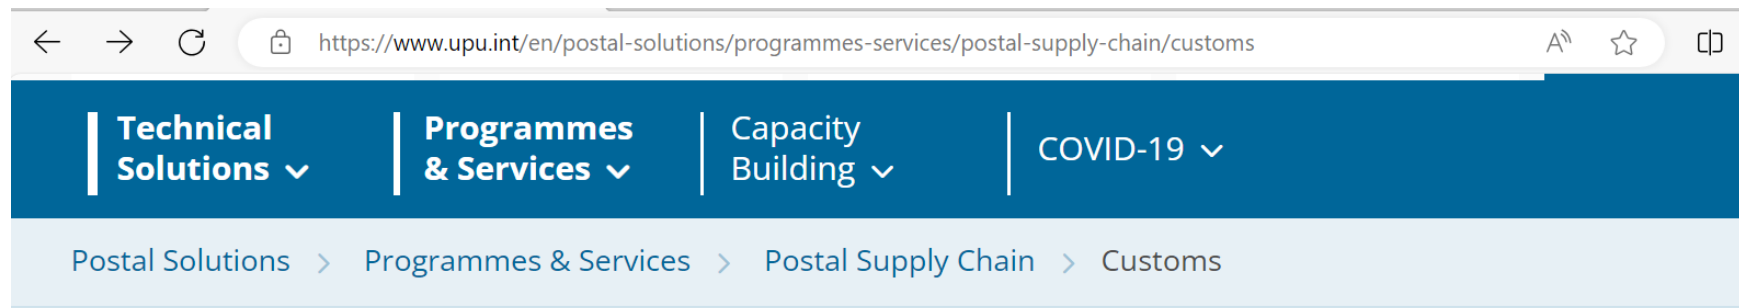 https://www.upu.int/en/postal-solutions/programmes-services/postal-supply-chain/customs
Technical
Solutions
Programmes
& Services
Capacity
Building
COVID-19
Postal Solutions > Programmes & Services > Postal Supply Chain > Customs